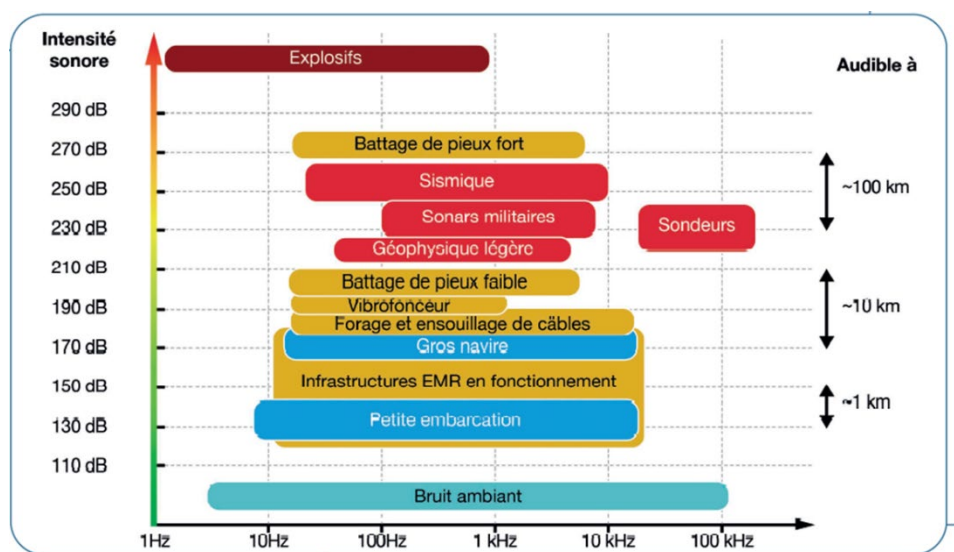 Intensité
sonore
Explosifs
Audible à
290 dB
270 dB
Battage de pieux fort
250 dB
Sismique
~100 km
230 dB
Sonars militaires
Sondeurs
Géophysique légère
210 dB
Battage de pieux faible
190 dB
Vibrofonceur
~10 km
Forage et ensouillage de câbles
170 dB
Gros navire
150 dB
Infrastructures EMR en fonctionnement
~1 km
130 dB
Petite embarcation
110 dB
Bruit ambiant
1Hz 10Hz 100Hz 1 kHz 10 kHz 100 kHz